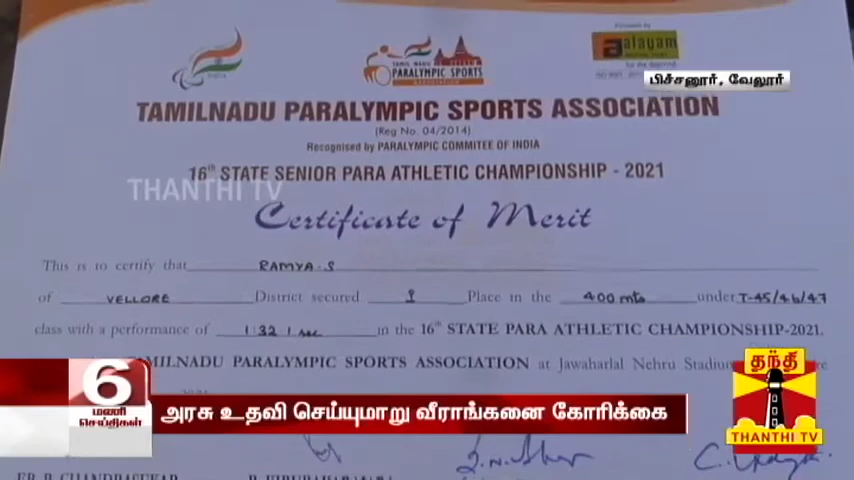 INDIA
TAMIL NADU
PARALYMPIC SPORTS
ASSOCIATION
aalayam
பிச்சனூர், வேலூர்
TAMILNADU PARALYMPIC SPORTS ASSOCIATION
(Reg No. 04/2014)
Recognised by PARALYMPIC COMMITEE OF INDIA
16th STATE SENIOR PARA ATHLETIC CHAMPIONSHIP - 2021
THANTHI TV
Certificate of Merit
This is to certify that RAMYA.S
of VELLORE District secured Place in the 400 mts under T-45/46/47
class with a performance of 1:32.1 sec in the 16th STATE PARA ATHLETIC CHAMPIONSHIP-2021.
TAMILNADU PARALYMPIC SPORTS ASSOCIATION at Jawaharlal Nehru Stadium
6
மணி
செய்திகள்
அரசு உதவி செய்யுமாறு வீராங்கனை கோரிக்கை
தந்தி
THANTHI TV